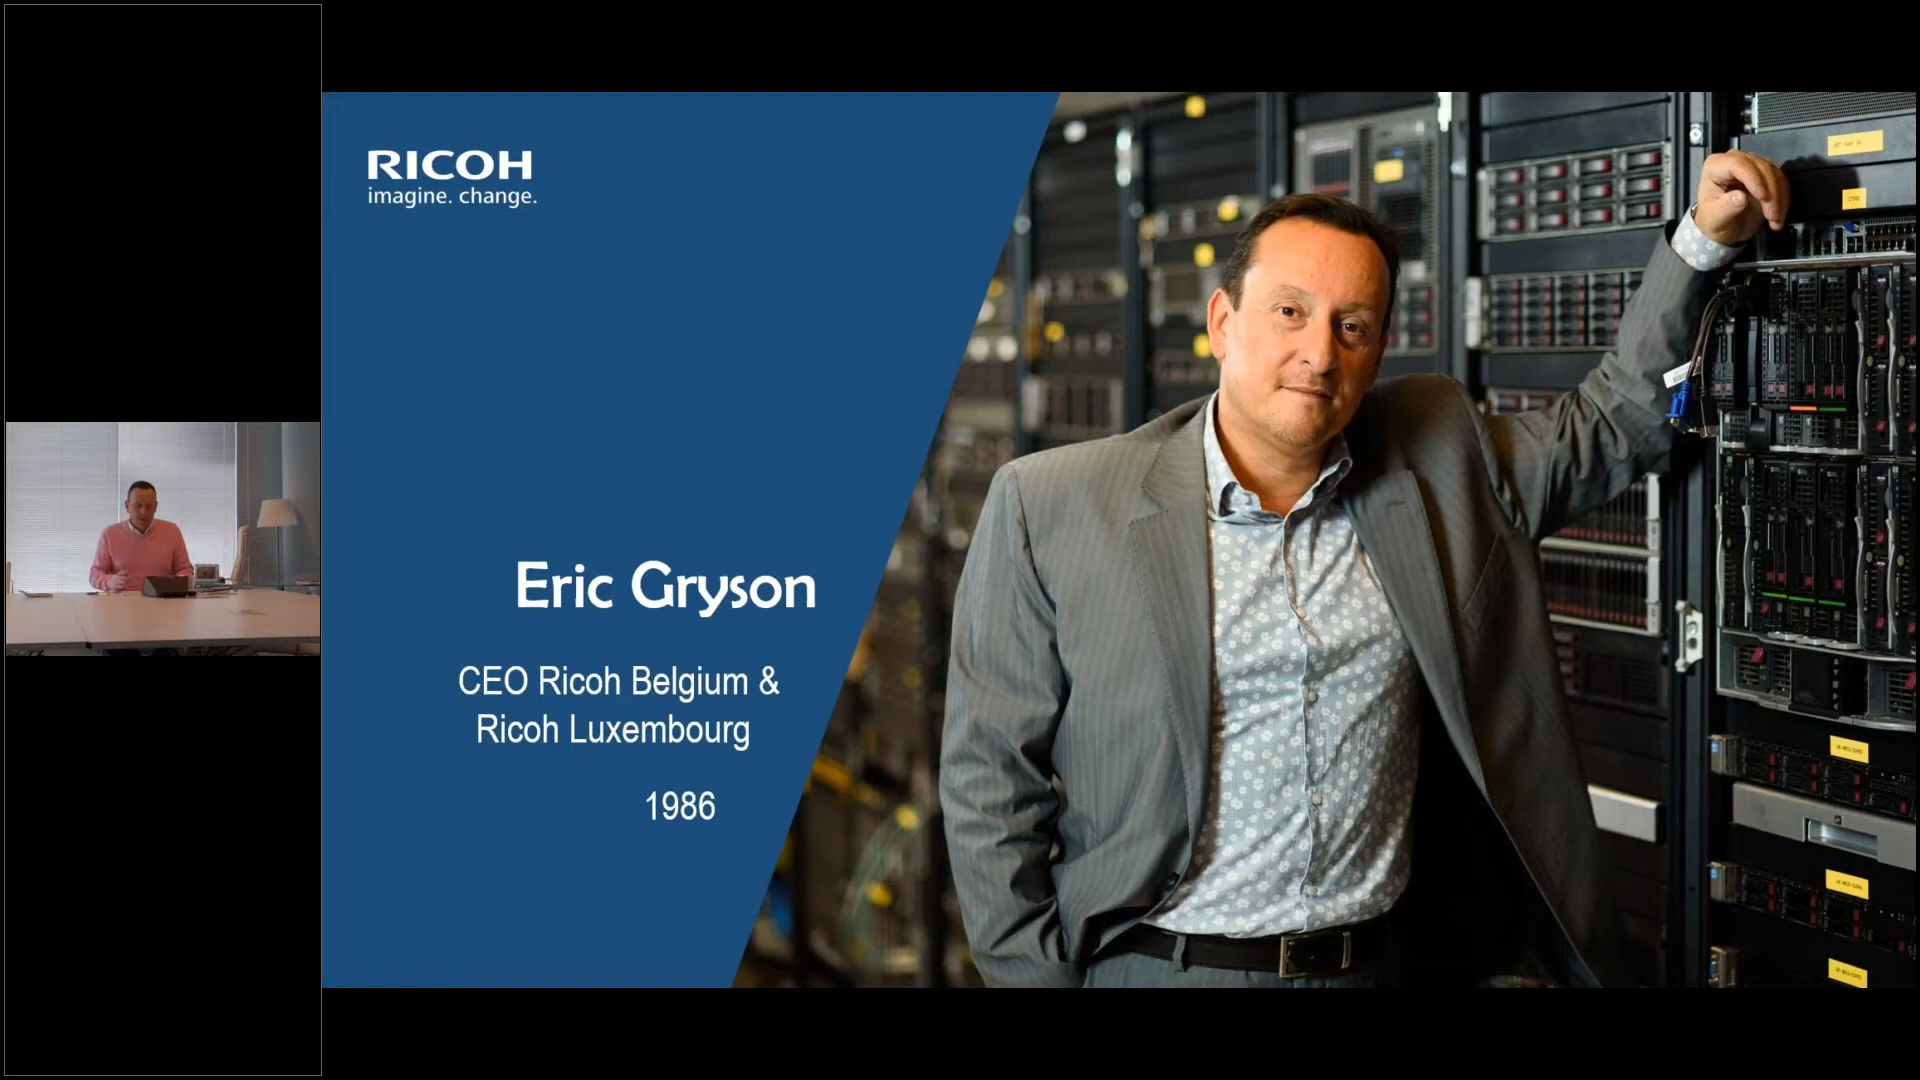 RICOH
imagine. change.
Eric Gryson
CEO Ricoh Belgium &
Ricoh Luxembourg
1986